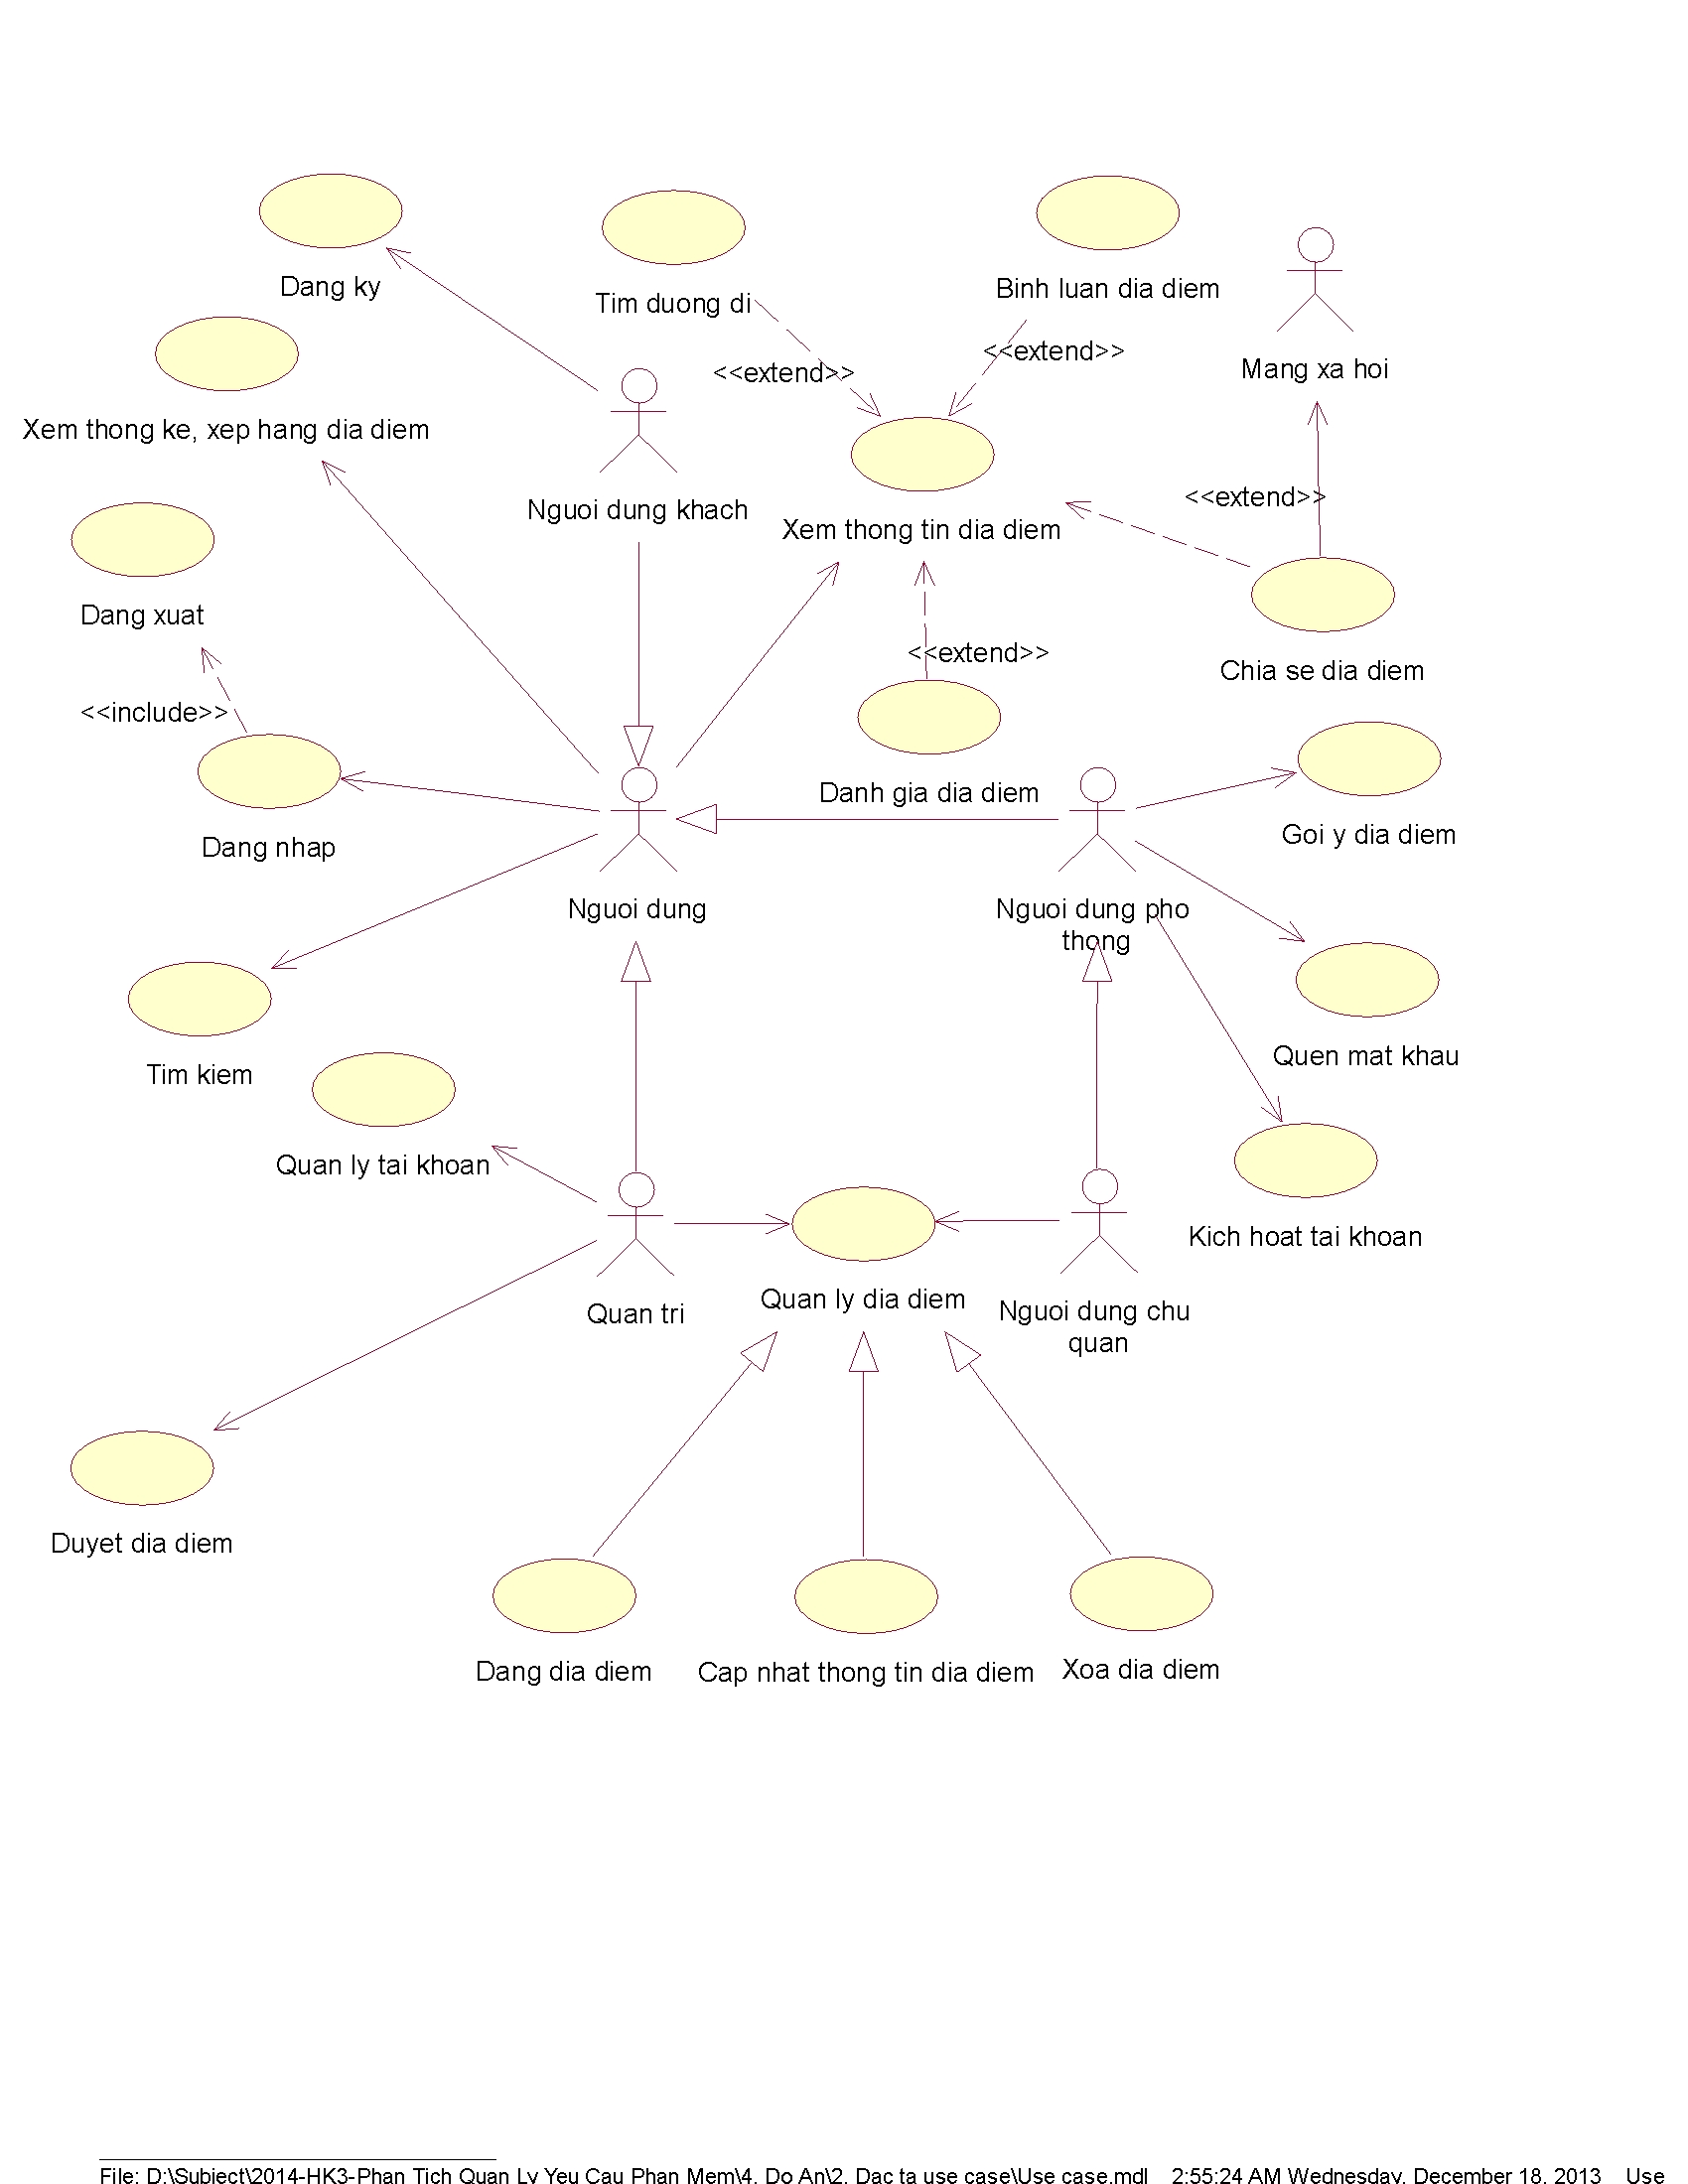 Dang ky
Tim duong di
Binh luan dia diem
<<extend>>
<<extend>>
Mang xa hoi
Xem thong ke, xep hang dia diem
Nguoi dung khach
Xem thong tin dia diem
<<extend>>
Dang xuat
<<extend>>
Chia se dia diem
<<include>>
Danh gia dia diem
Goi y dia diem
Dang nhap
Nguoi dung
Nguoi dung pho
thong
Quen mat khau
Tim kiem
Quan ly tai khoan
Kich hoat tai khoan
Quan ly dia diem
Quan tri
Nguoi dung chu
quan
Duyet dia diem
Dang dia diem
Cap nhat thong tin dia diem
Xoa dia diem
File: D:\Subject\2014-HK3-Phan Tich Quan Ly Yeu Cau Phan Mem\4. Do An\2. Dac ta use case\Use case.mdl 2:55:24 AM Wednesday, December 18, 2013 Use